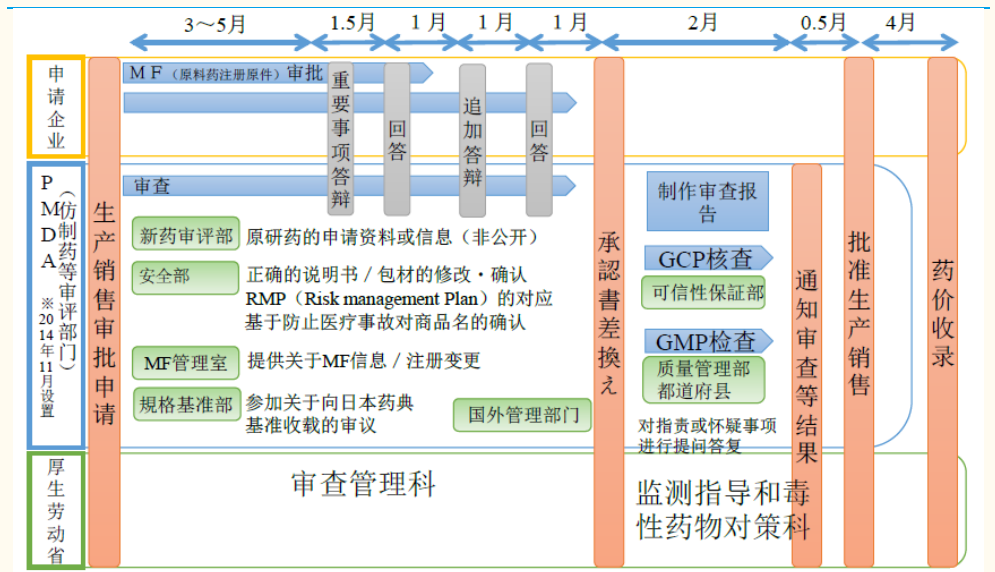 3～5月
1.5月
1 月
1 月
1 月
2月
0.5月
4月
申请企业
PMDA（仿制药等审评部门）
※2014年11月设置
厚生劳动省
生产销售审批申请
MF（原料药注册原件）审批
重要事项答辩
回答
追加答辩
回答
审查
新药审评部
原研药的申请资料或信息（非公开）
安全部
正确的说明书／包材的修改・确认
RMP（Risk management Plan）的对应
基于防止医疗事故对商品名的确认
MF管理室
提供关于MF信息／注册变更
规格基准部
参加关于向日本药典
基准收载的审议
国外管理部门
审查管理科
承認書差換え
制作审查报
告
GCP核查
可信性保証部
GMP检查
质量管理部
都道府县
对指责或怀疑事项
进行提问答复
监测指导和毒
性药物对策科
通知审查等结果
批准生产销售
药价收录